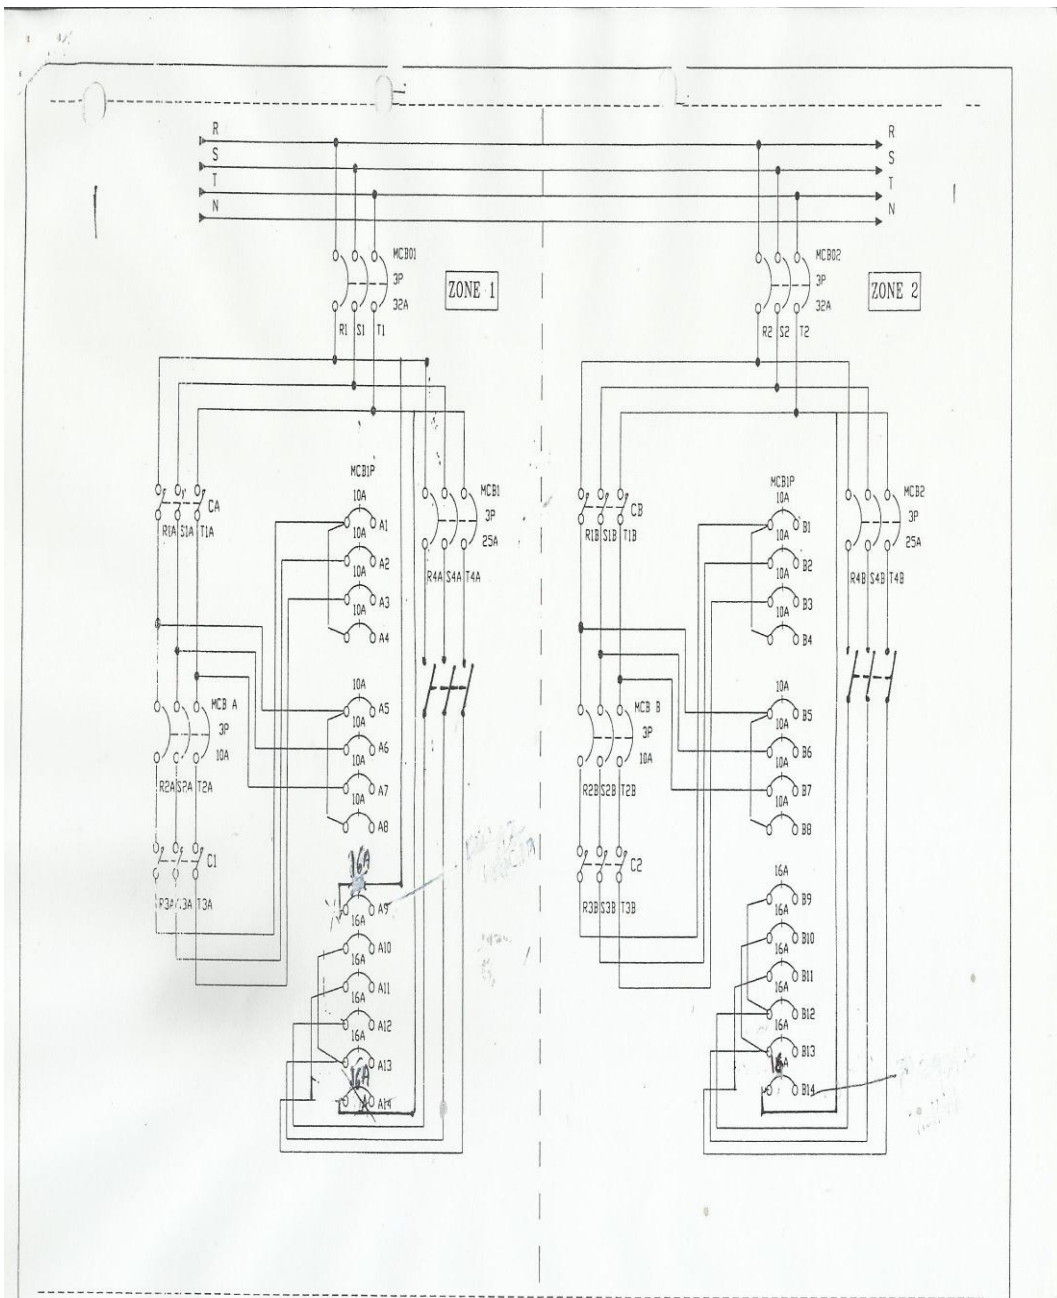 R R
S S
T T
N N
MCB01
3P
32A
ZONE 1
R1 S1 T1
MCB02
3P
32A
ZONE 2
R2 S2 T2
MCB1P
10A
A1
10A
A2
10A
A3
10A
A4
CA
R1A S1A T1A
MCB1
3P
25A
R4A S4A T4A
10A
A5
10A
A6
10A
A7
10A
A8
MCB A
3P
10A
R2A S2A T2A
C1
R3A T3A
16A
A9
16A
A10
16A
A11
16A
A12
16A
A13
16A
A14
MCB1P
10A
B1
10A
B2
10A
B3
10A
B4
CB
R1B S1B T1B
MCB2
3P
25A
R4B S4B T4B
10A
B5
10A
B6
10A
B7
10A
B8
MCB B
3P
10A
R2B S2B T2B
C2
R3B S3B T3B
16A
B9
16A
B10
16A
B11
16A
B12
16A
B13
B14